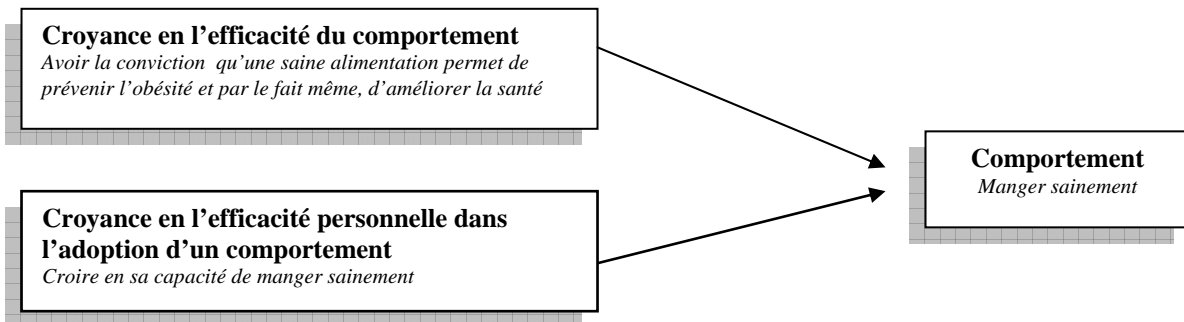 Croyance en l’efficacité du comportement
Avoir la conviction qu’une saine alimentation permet de
prévenir l’obésité et par le fait même, d’améliorer la santé
Croyance en l’efficacité personnelle dans
l’adoption d’un comportement
Croire en sa capacité de manger sainement
Comportement
Manger sainement